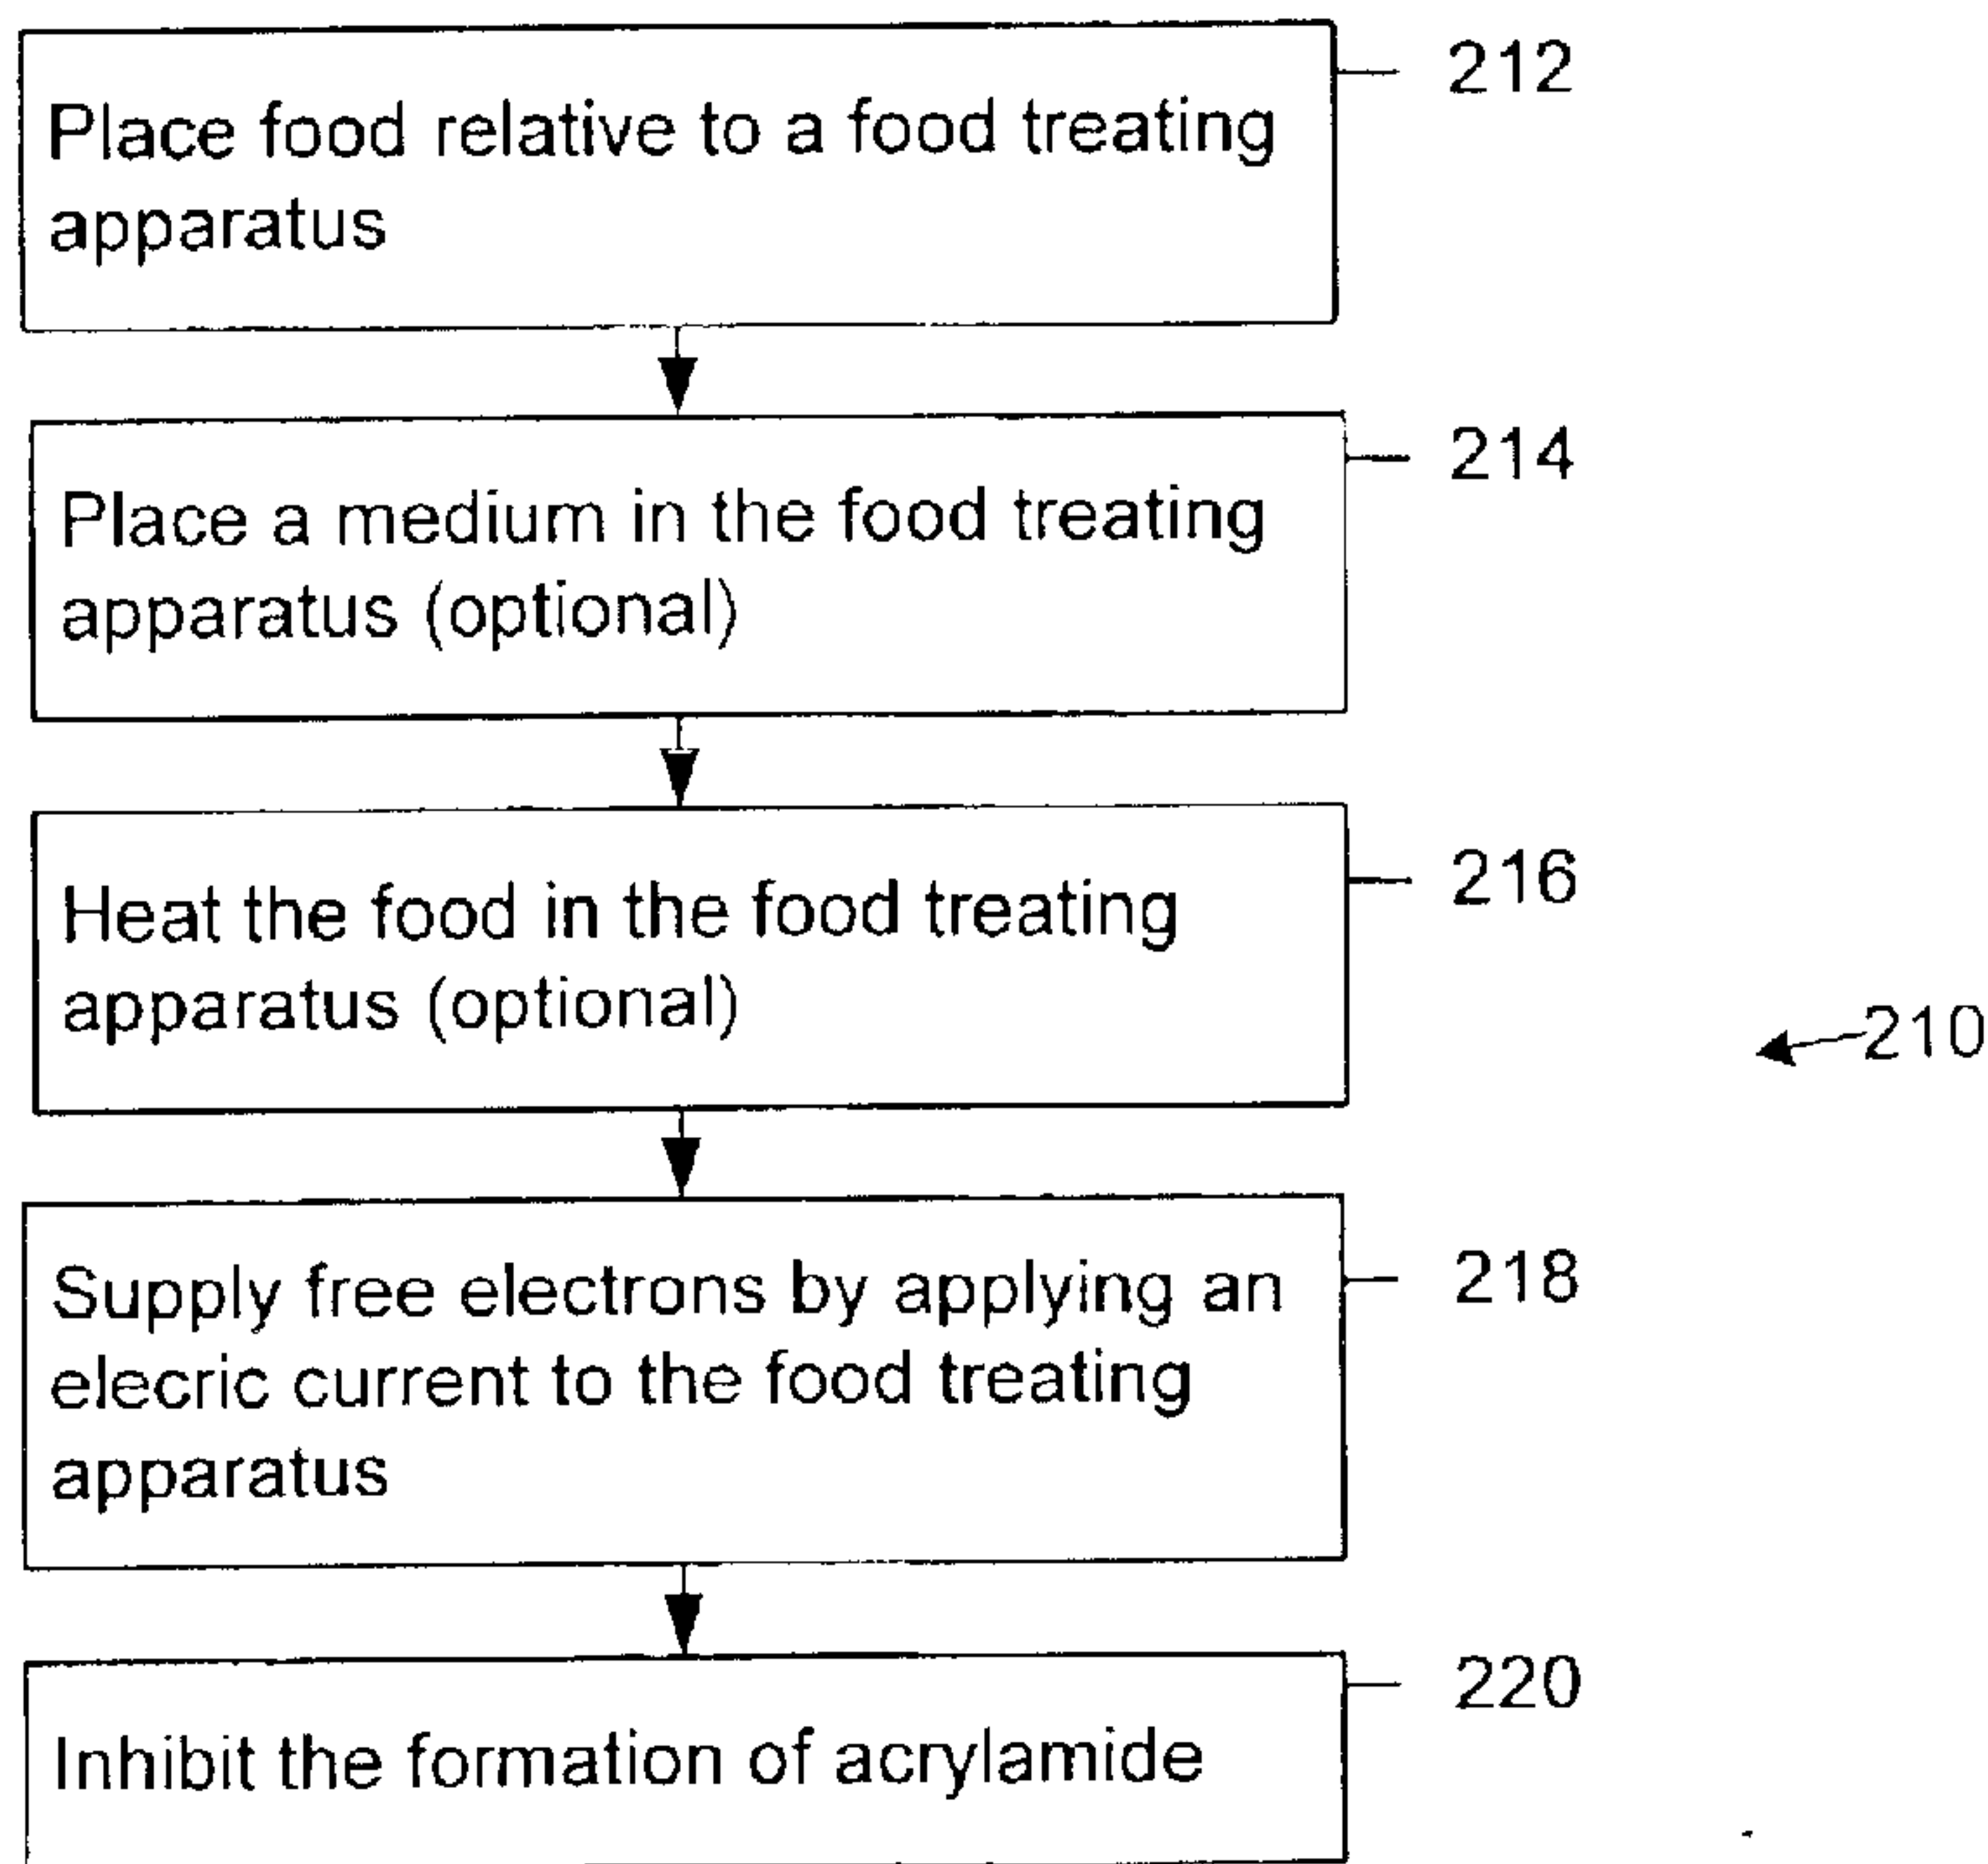 Place food relative to a food treating
apparatus
212
Place a medium in the food treating
apparatus (optional)
214
Heat the food in the food treating
apparatus (optional)
216
210
Supply free electrons by applying an
elecric current to the food treating
apparatus
218
Inhibit the formation of acrylamide
220